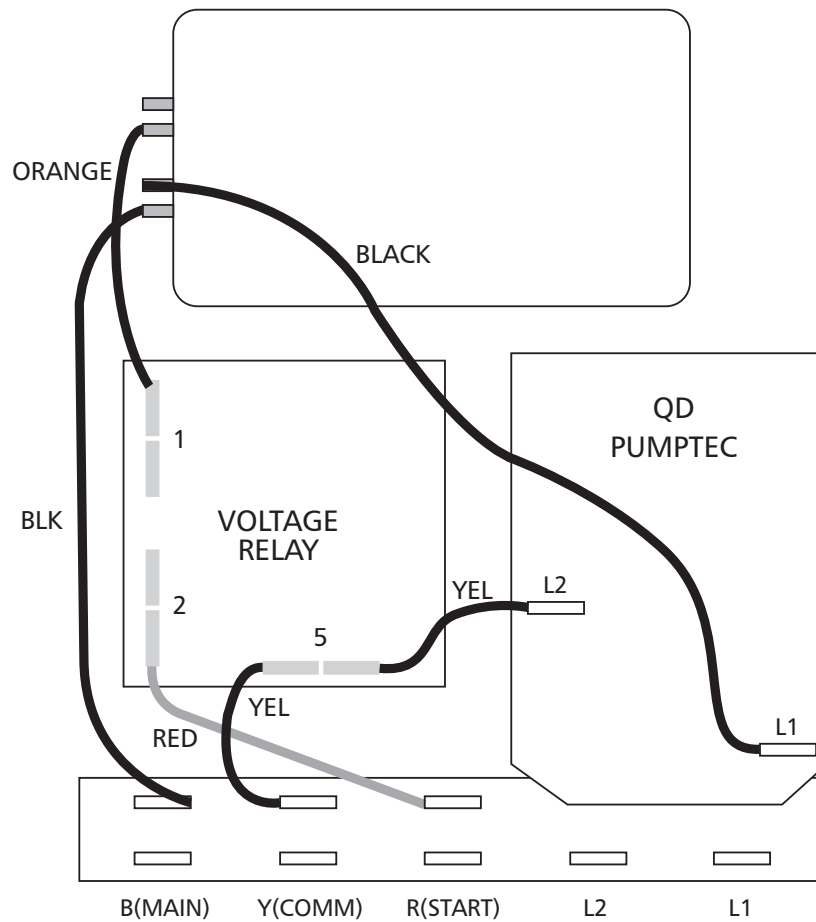 ORANGE
BLACK
QD
PUMPTEC
1
BLK
VOLTAGE
RELAY
YEL
L2
2
5
YEL
RED
L1
B(MAIN)
Y(COMM)
R(START)
L2
L1